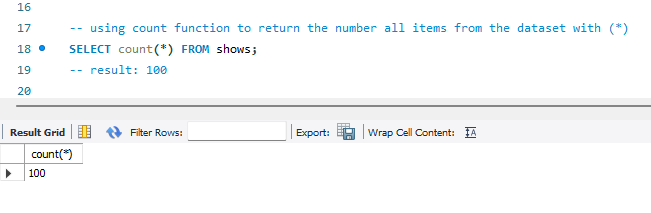 16
17 -- using count function to return the number all items from the dataset with (*)
18 SELECT count(*) FROM shows;
19 -- result: 100
20
Result Grid Filter Rows: Export: Wrap Cell Content: IA
count(*)
100